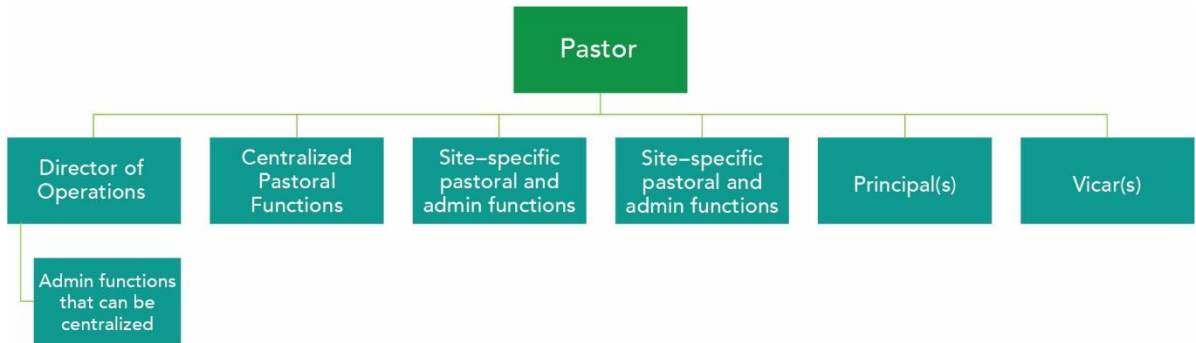 Pastor
Director of
Operations
Centralized
Pastoral
Functions
Site–specific
pastoral and
admin functions
Site–specific
pastoral and
admin functions
Principal(s)
Vicar(s)
Admin functions
that can be
centralized